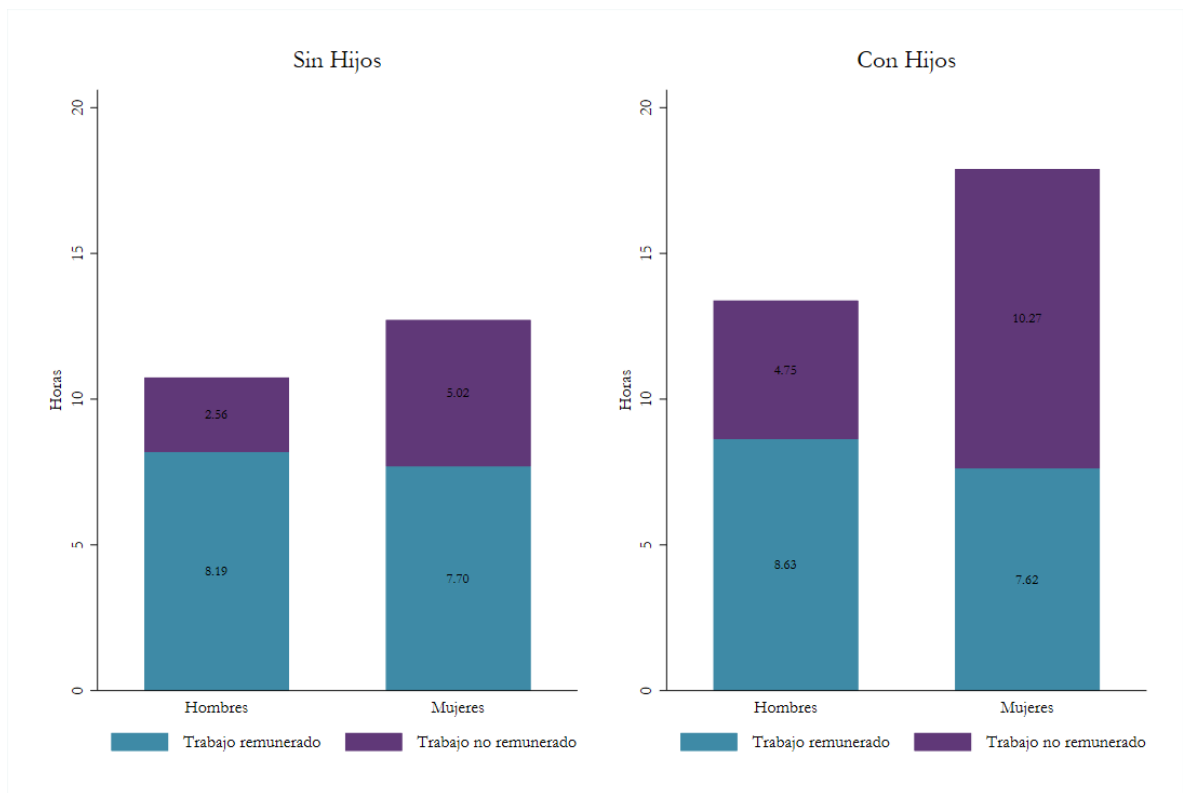 Sin Hijos
20
15
10
5
0
Horas
2.56
8.19
5.02
7.70
Hombres
Mujeres
Trabajo remunerado
Trabajo no remunerado
Con Hijos
20
15
10
5
0
Horas
4.75
8.63
10.27
7.62
Hombres
Mujeres
Trabajo remunerado
Trabajo no remunerado